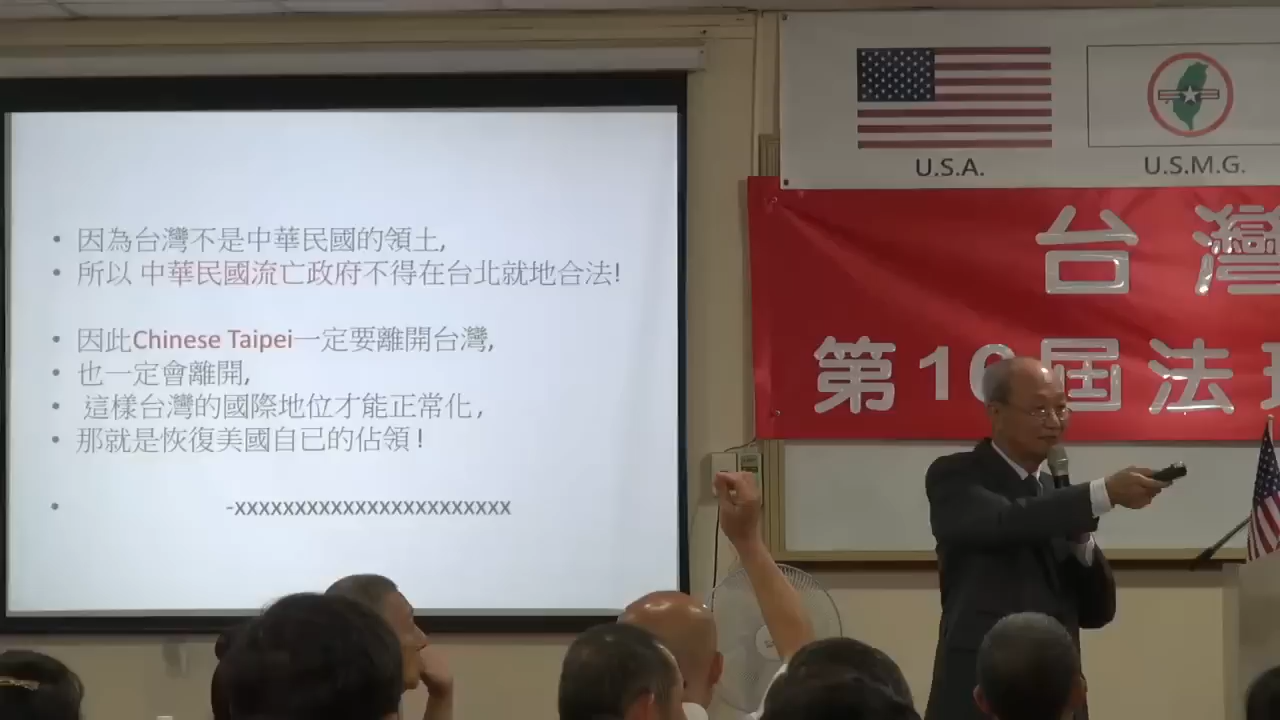 • 因為台灣不是中華民國的領土,
• 所以 中華民國流亡政府不得在台北就地合法!
• 因此Chinese Taipei一定要離開台灣,
• 也一定會離開,
• 這樣台灣的國際地位才能正常化,
• 那就是恢復美國自已的佔領!
• -xxxxxxxxxxxxxxxxxxxxxxx
U.S.A.
U.S.M.G.
台灣
第10屆法